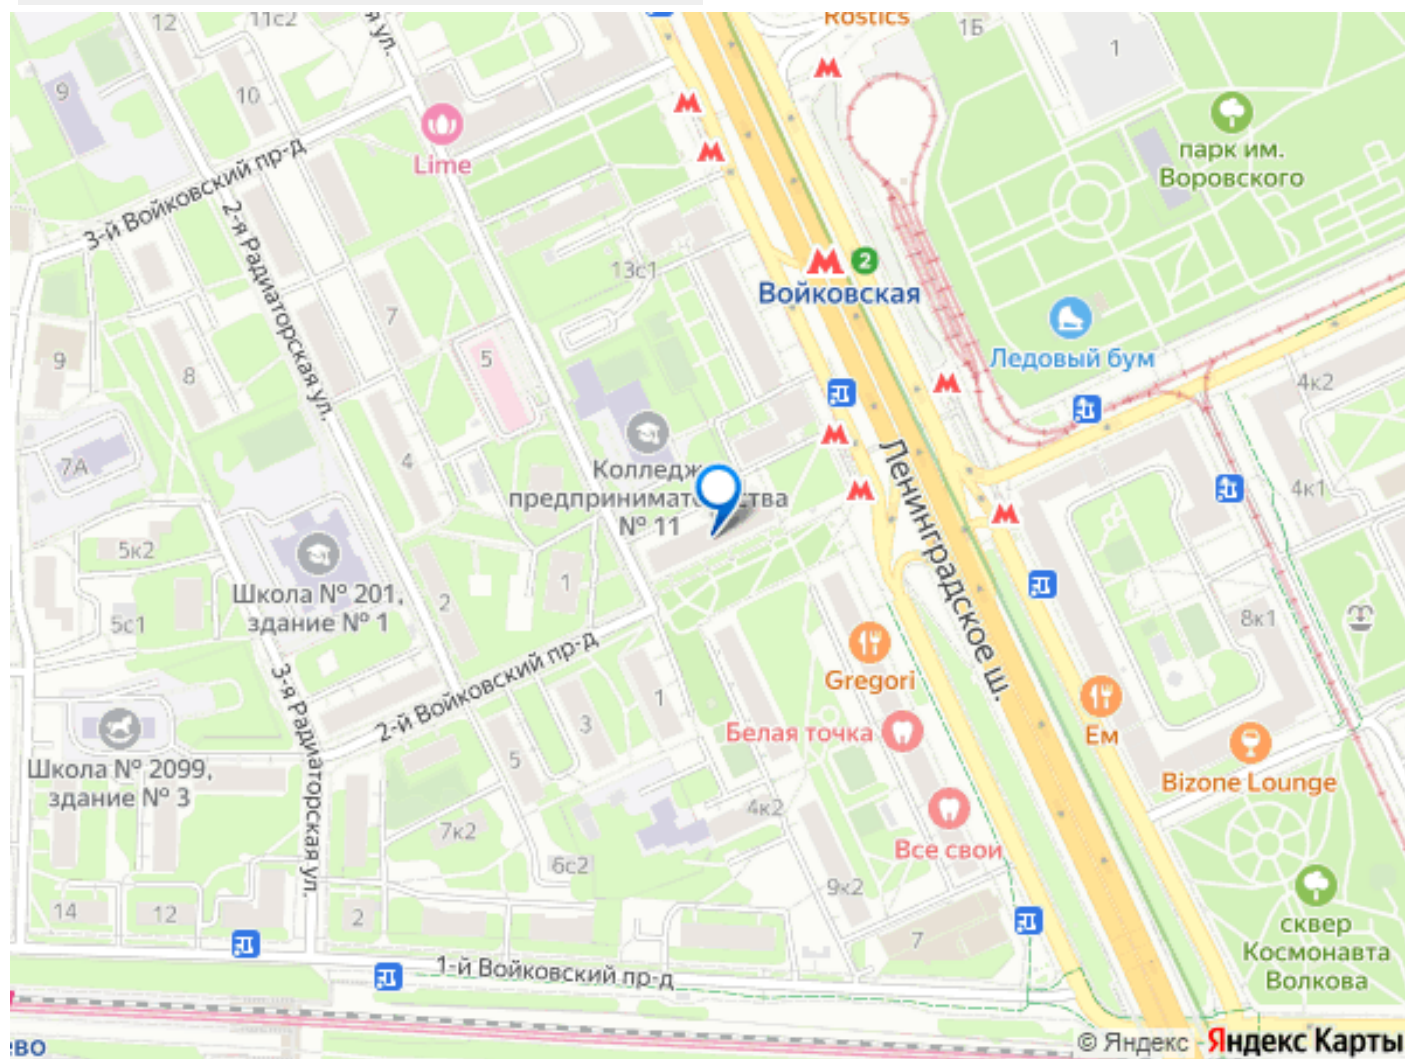 Rostics
12
11с2
я ул.
1Б
1
9
10
Lime
парк им.
Воровского
3-й Войковский пр-д
2-я Радиаторская ул.
13с1
2
Войковская
7
5
9
8
Ледовый бум
4к2
7А
4
Колледж
предпринимат
ства
№ 11
Ленинградское ш.
4к1
5к2
Школа № 201,
здание № 1
1
2
5с1
8к1
2-й Войковский пр-д
Gregori
3-я Радиаторская ул.
1
3
5
Белая точка
Ем
Bizone Lounge
Школа № 2099,
здание № 3
4к2
7к2
Все свои
6с2
9к2
14
12
2
7
сквер
Космонавта
Волкова
1-й Войковский пр-д
во
© Яндекс Яндекс Карты